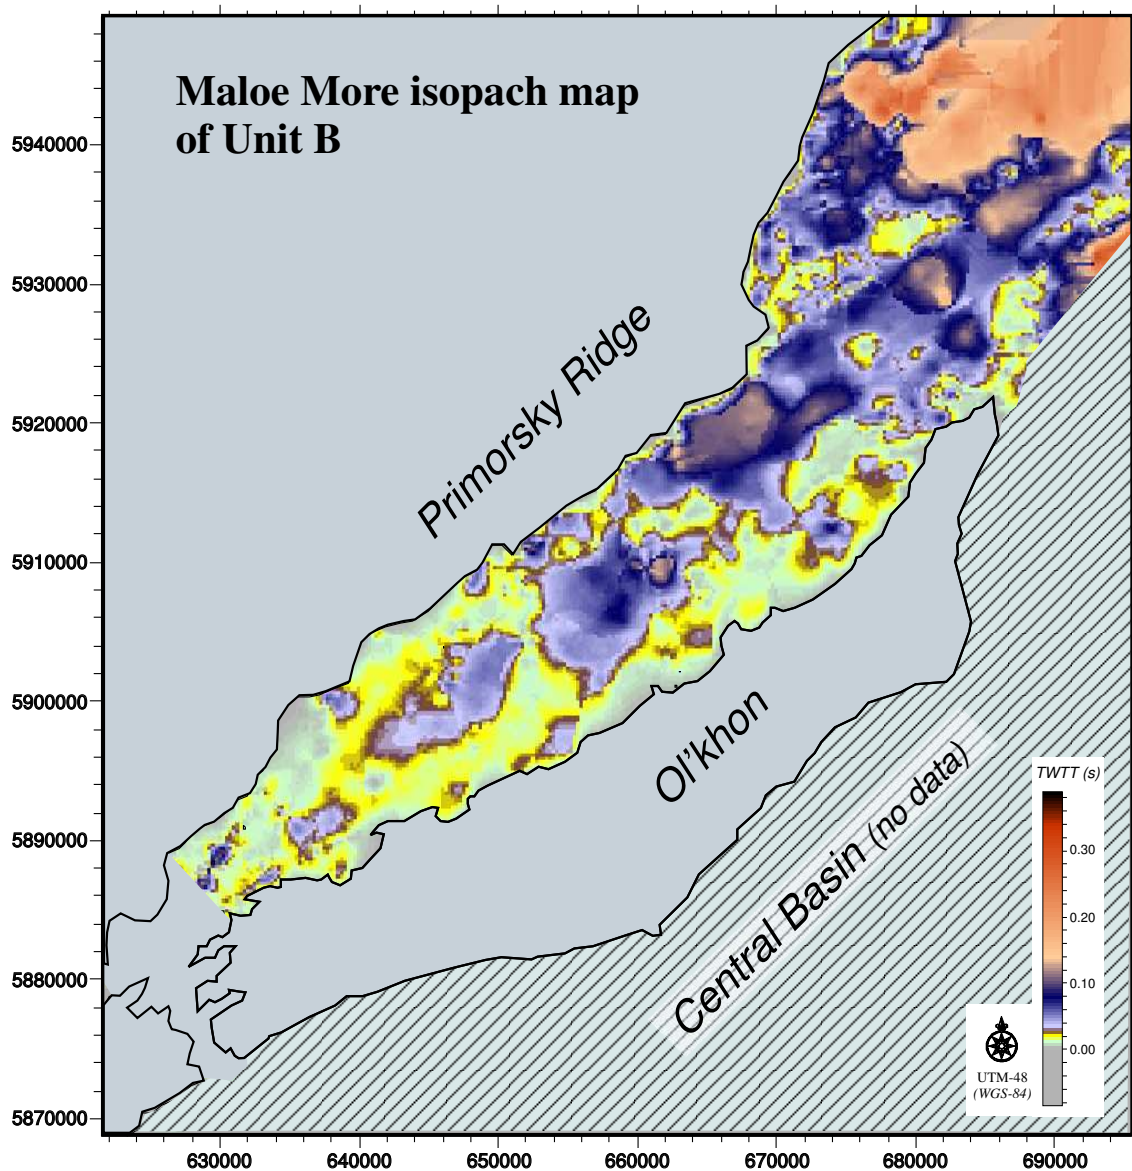 Maloe More isopach map
of Unit B
5940000
5930000
5920000
5910000
5900000
5890000
5880000
5870000
Primorsky Ridge
Ol'khon
Central Basin (no data)
TWTT (s)
0.30
0.20
0.10
0.00
UTM-48
(WGS-84)
630000 640000 650000 660000 670000 680000 690000